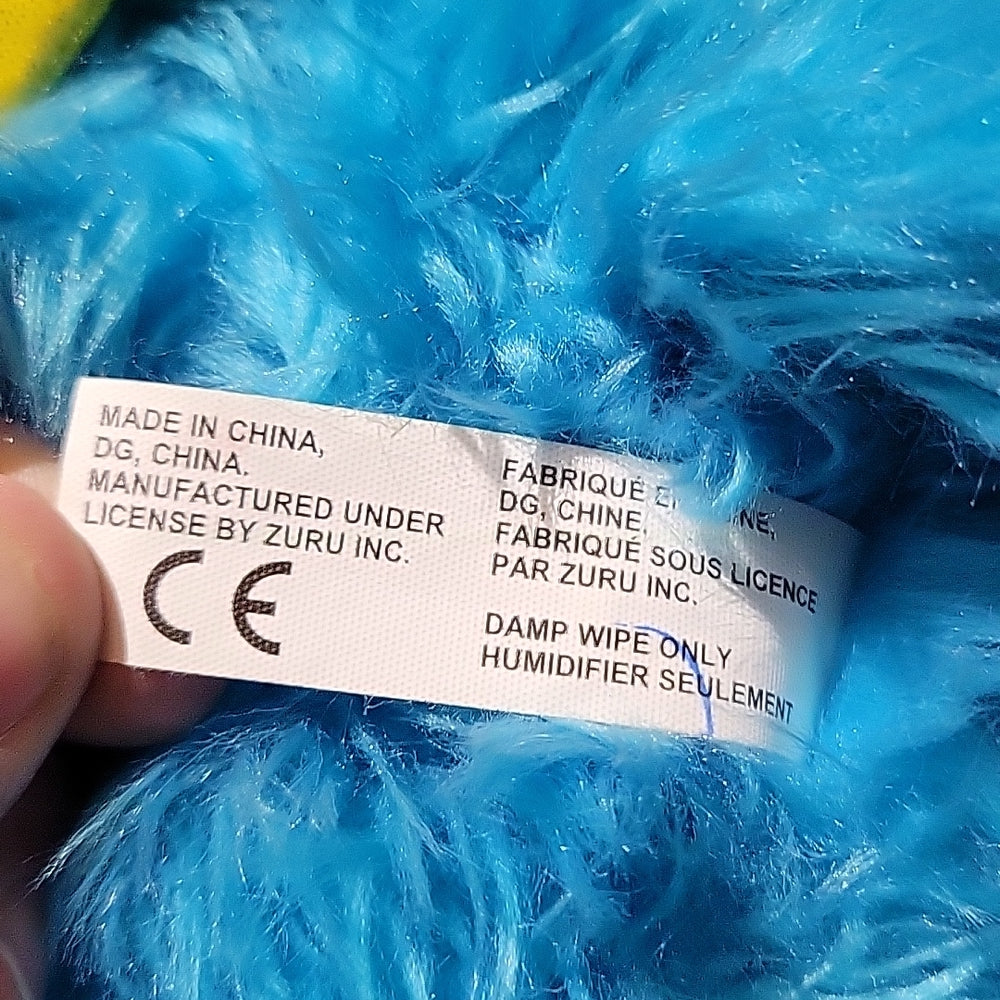 MADE IN CHINA,
DG, CHINA.
MANUFACTURED UNDER
LICENSE BY ZURU INC.
CE
FABRIQUÉ
DG, CHINE,
FABRIQUÉ SOUS LICENCE
PAR ZURU INC.
DAMP WIPE ONLY
HUMIDIFIER SEULEMENT